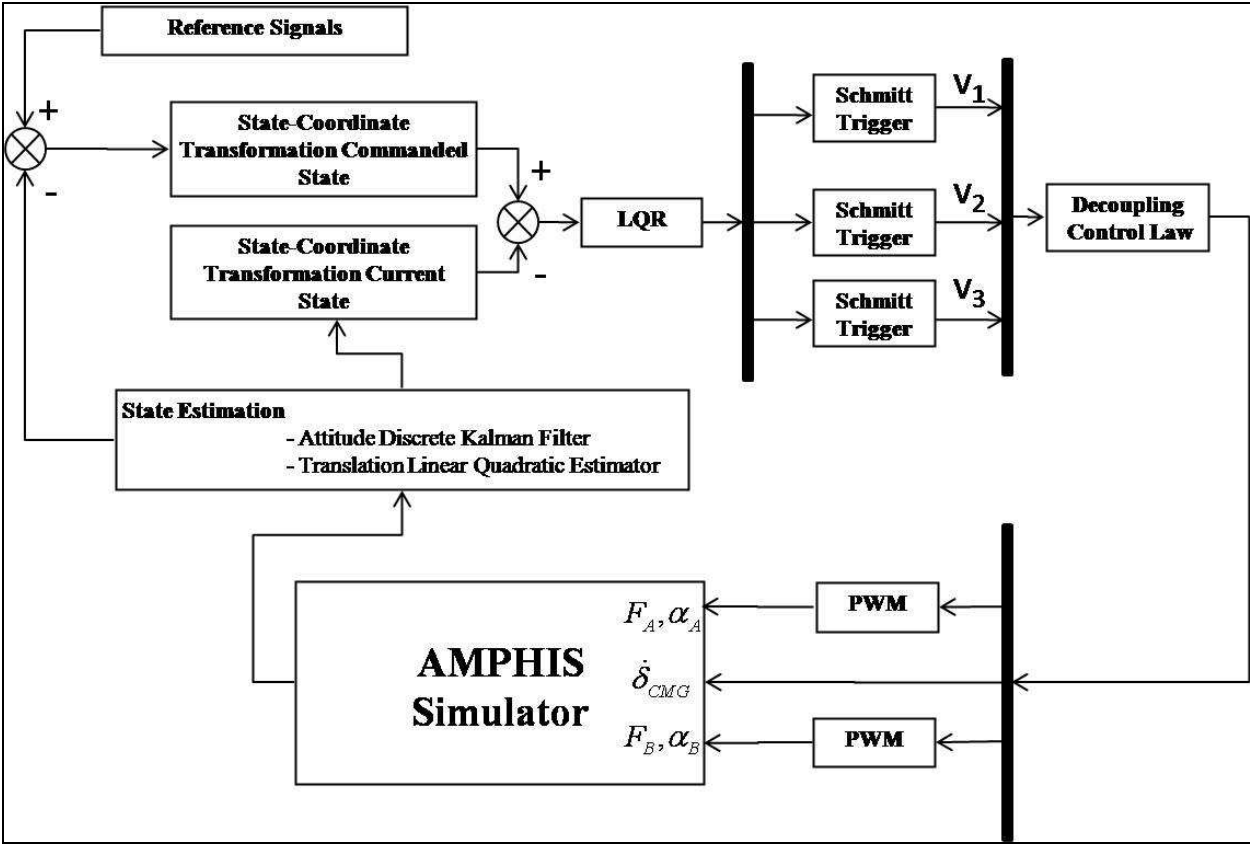 Reference Signals
+
-
State-Coordinate
Transformation Commanded
State
State-Coordinate
Transformation Current
State
+
-
LQR
Schmitt
Trigger
V1
Schmitt
Trigger
V2
Schmitt
Trigger
V3
Decoupling
Control Law
State Estimation
- Attitude Discrete Kalman Filter
- Translation Linear Quadratic Estimator
AMPHIS
Simulator
F_A, α_A
δ̇_CMG
F_B, α_B
PWM
PWM